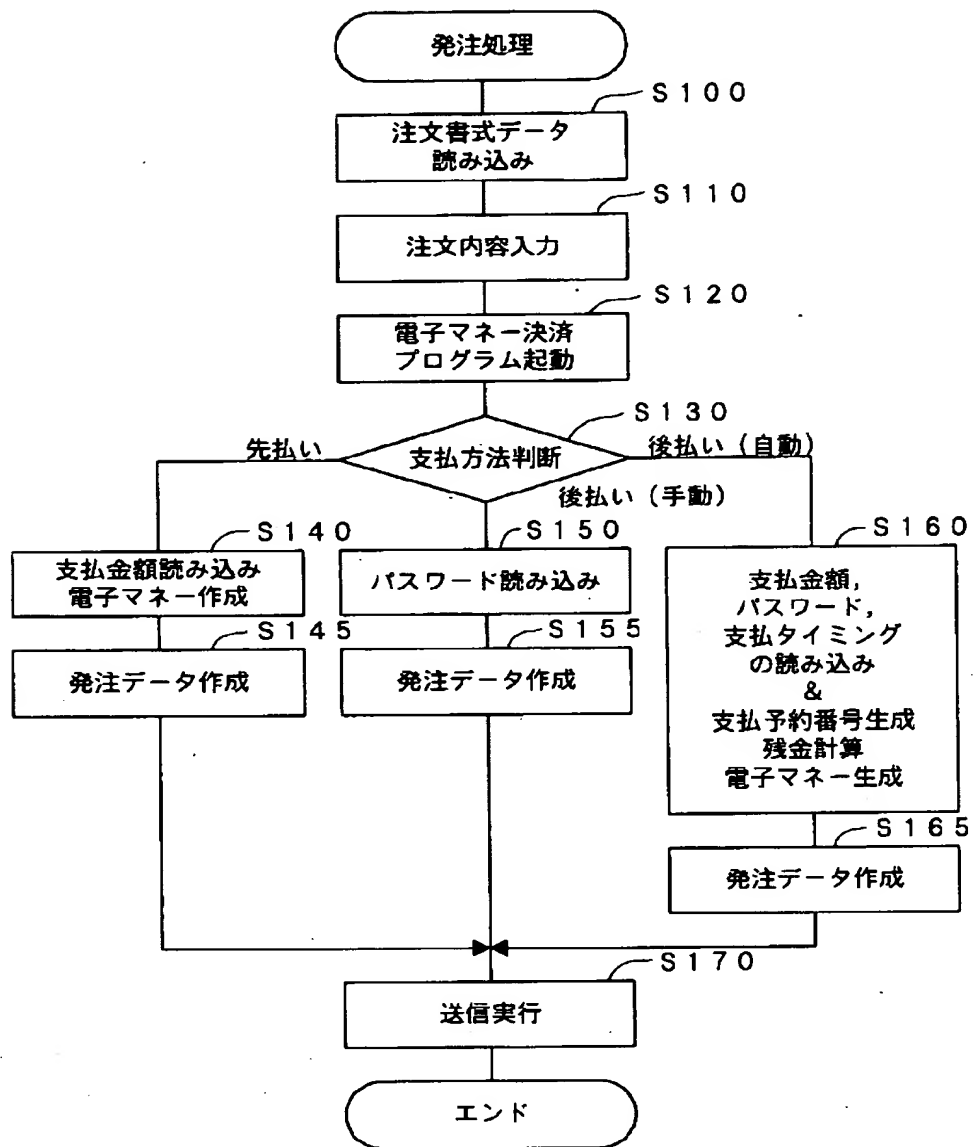 発注処理
S100
注文書式データ
読み込み
S110
注文内容入力
S120
電子マネー決済
プログラム起動
S130
先払い
支払方法判断
後払い(自動)
後払い(手動)
S140
支払金額読み込み
電子マネー作成
S145
発注データ作成
S150
パスワード読み込み
S155
発注データ作成
S160
支払金額,
パスワード,
支払タイミング
の読み込み
&
支払予約番号生成
残金計算
電子マネー生成
S165
発注データ作成
S170
送信実行
エンド